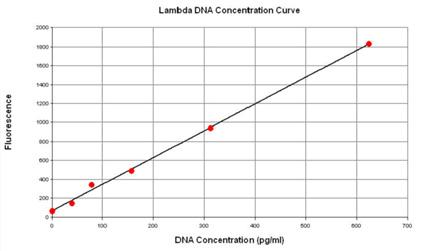 Lambda DNA Concentration Curve
Fluorescence
2000
1800
1600
1400
1200
1000
800
600
400
200
0
0 100 200 300 400 500 600 700
DNA Concentration (pg/ml)